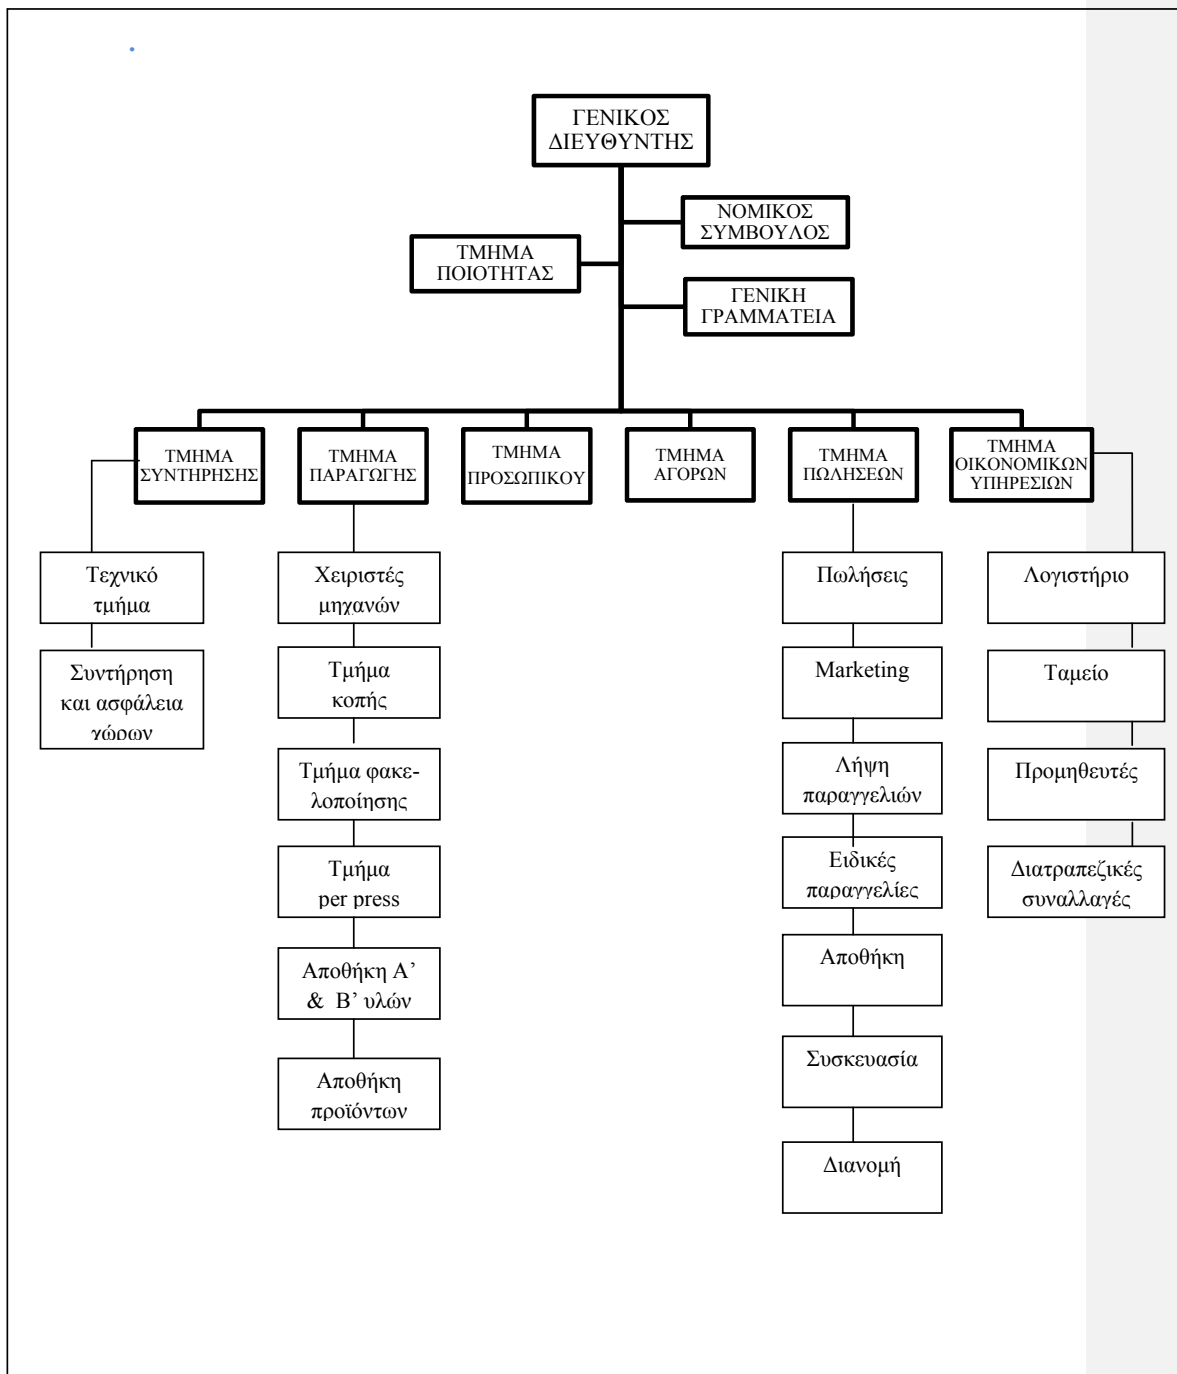 ΓΕΝΙΚΟΣ
ΔΙΕΥΘΥΝΤΗΣ
ΝΟΜΙΚΟΣ
ΣΥΜΒΟΥΛΟΣ
ΤΜΗΜΑ
ΠΟΙΟΤΗΤΑΣ
ΓΕΝΙΚΗ
ΓΡΑΜΜΑΤΕΙΑ
ΤΜΗΜΑ
ΣΥΝΤΗΡΗΣΗΣ
ΤΜΗΜΑ
ΠΑΡΑΓΩΓΗΣ
ΤΜΗΜΑ
ΠΡΟΣΩΠΙΚΟΥ
ΤΜΗΜΑ
ΑΓΟΡΩΝ
ΤΜΗΜΑ
ΠΩΛΗΣΕΩΝ
ΤΜΗΜΑ
ΟΙΚΟΝΟΜΙΚΩΝ
ΥΠΗΡΕΣΙΩΝ
Τεχνικό
τμήμα
Συντήρηση
και ασφάλεια
χώρων
Χειριστές
μηχανών
Τμήμα
κοπής
Τμήμα φακε-
λοποίησης
Τμήμα
per press
Αποθήκη Α’
& Β’ υλών
Αποθήκη
προϊόντων
Πωλήσεις
Marketing
Λήψη
παραγγελιών
Ειδικές
παραγγελίες
Αποθήκη
Συσκευασία
Διανομή
Λογιστήριο
Ταμείο
Προμηθευτές
Διατραπεζικές
συναλλαγές